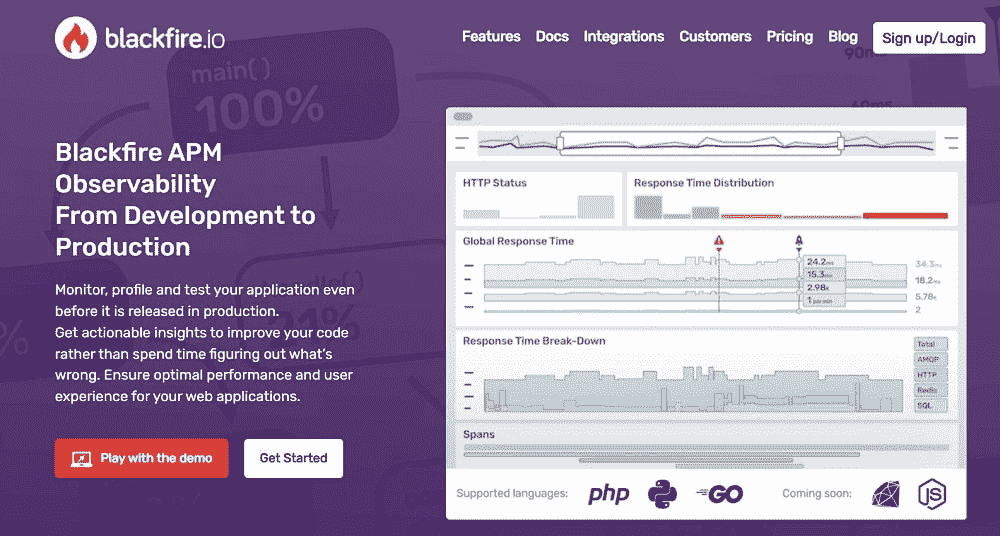 blackfire.io
Features Docs Integrations Customers Pricing Blog Sign up/Login
90ms
main()
100%
Blackfire APM
Observability
From Development to
Production
Monitor, profile and test your application even
before it is released in production.
Get actionable insights to improve your code
rather than spend time figuring out what's
wrong. Ensure optimal performance and user
experience for your web applications.
21%
Play with the demo
Get Started
HTTP Status
Response Time Distribution
Global Response Time
24.2ms
15.3ms
2.98K
1 per min
34.3ms
18.2ms
5.78K
2
Response Time Break-Down
Total
AMQP
HTTP
Redis
SQL
Spans
Supported languages: php GO Coming soon: JS